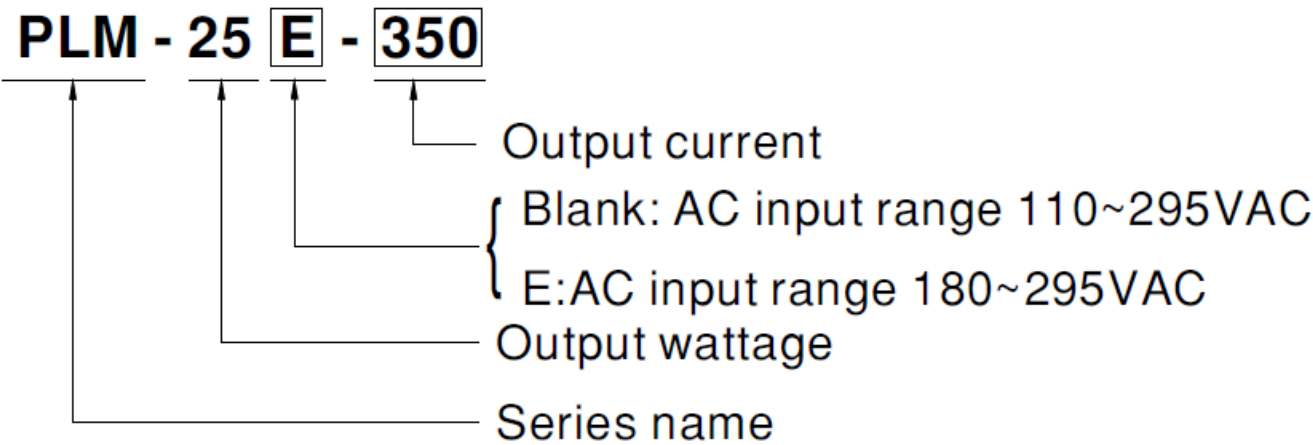 PLM - 25 E - 350
Output current
Blank: AC input range 110~295VAC
E:AC input range 180~295VAC
Output wattage
Series name